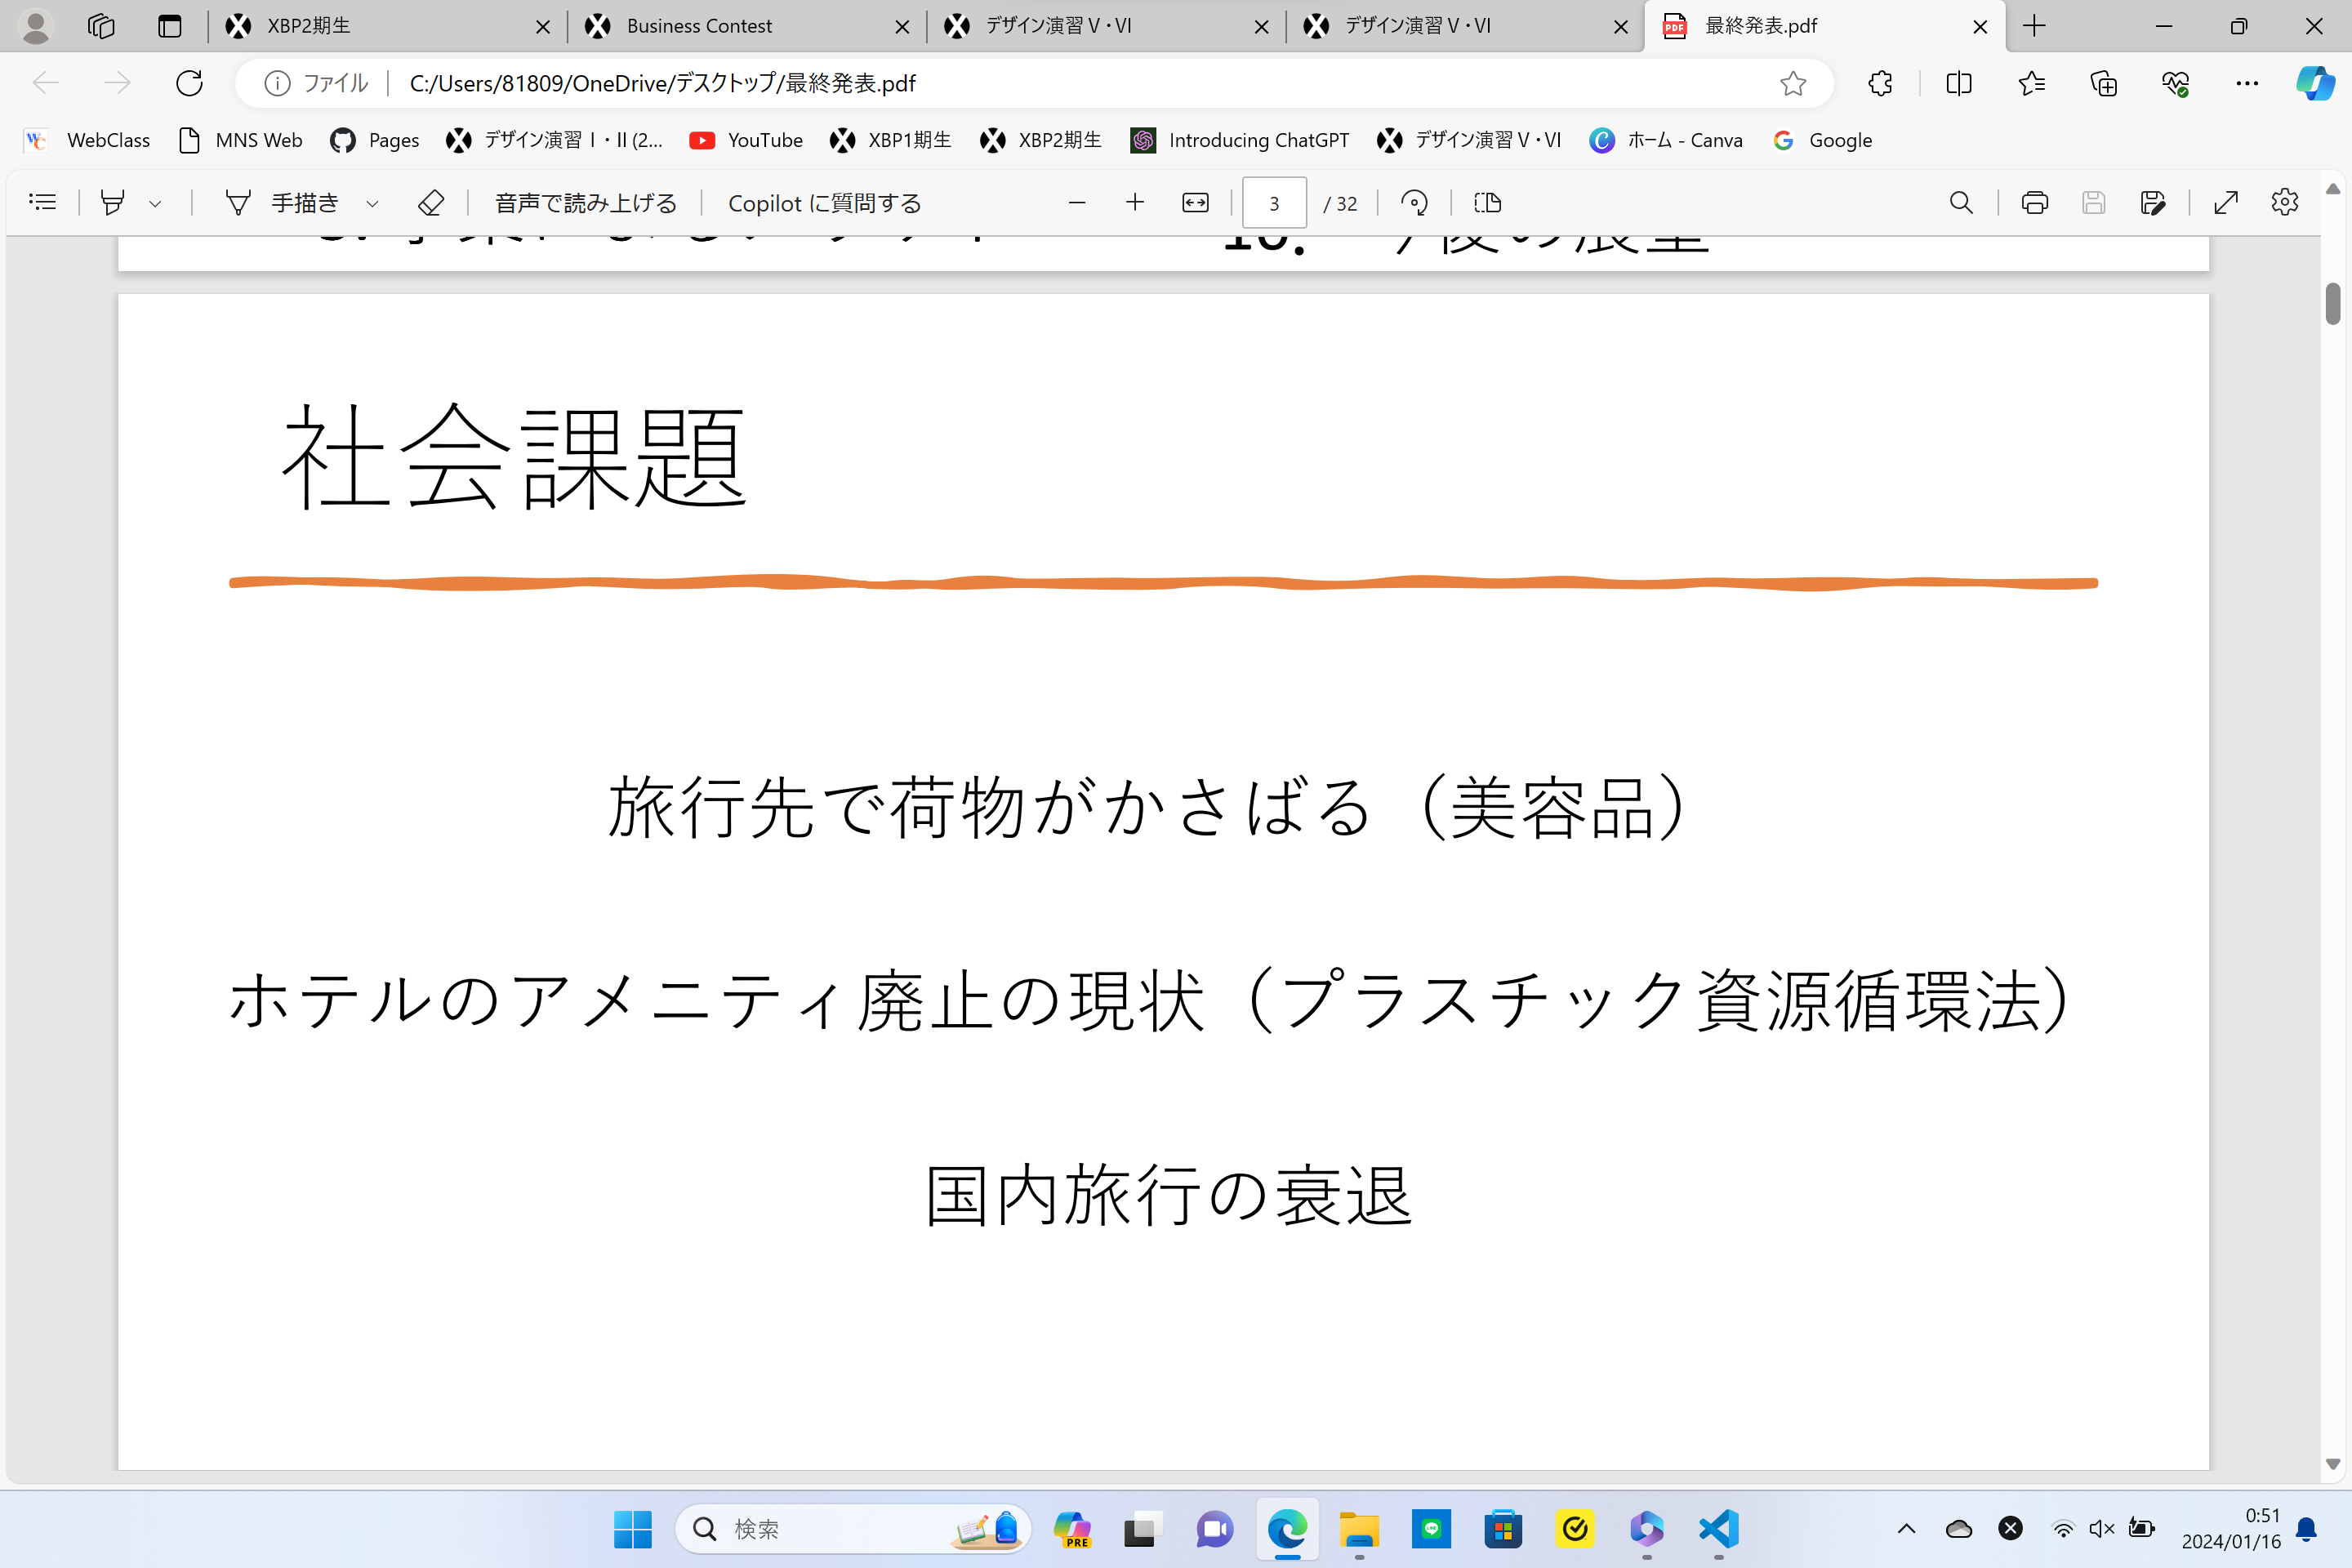 XBP2期生
Business Contest
デザイン演習Ⅴ・Ⅵ
デザイン演習Ⅴ・Ⅵ
PDF
最終発表.pdf
ファイル
C:/Users/81809/OneDrive/デスクトップ/最終発表.pdf
WebClass
MNS Web
Pages
デザイン演習Ⅰ・Ⅱ(2...
YouTube
XBP1期生
XBP2期生
Introducing ChatGPT
デザイン演習Ⅴ・Ⅵ
ホーム - Canva
Google
手描き
音声で読み上げる
Copilot に質問する
3
/ 32
10. 今後の展望
社会課題
旅行先で荷物がかさばる（美容品）
ホテルのアメニティ廃止の現状（プラスチック資源循環法）
国内旅行の衰退
検索
PRE
0:51
2024/01/16